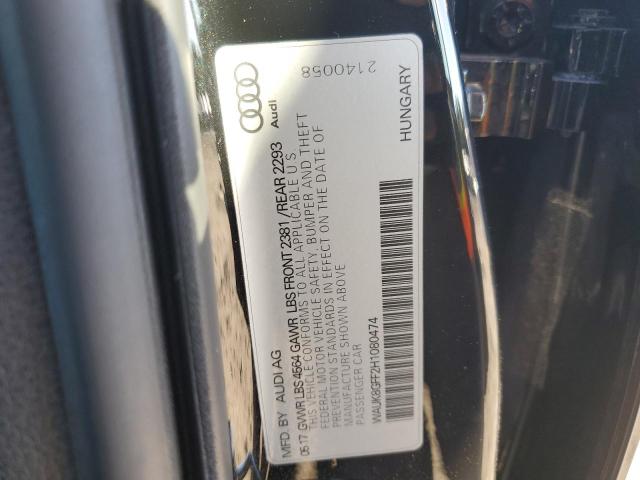 Audi
2140058
MFD. BY AUDI AG
05.17 GVWR LBS 4564 GAWR LBS FRONT 2381 / REAR 2293
THIS VEHICLE CONFORMS TO ALL APPLICABLE U S
FEDERAL MOTOR VEHICLE SAFETY, BUMPER AND THEFT
PREVENTION STANDARDS IN EFFECT ON THE DATE OF
MANUFACTURE SHOWN ABOVE
PASSENGER CAR
WAUK8GFF2H1080474
HUNGARY